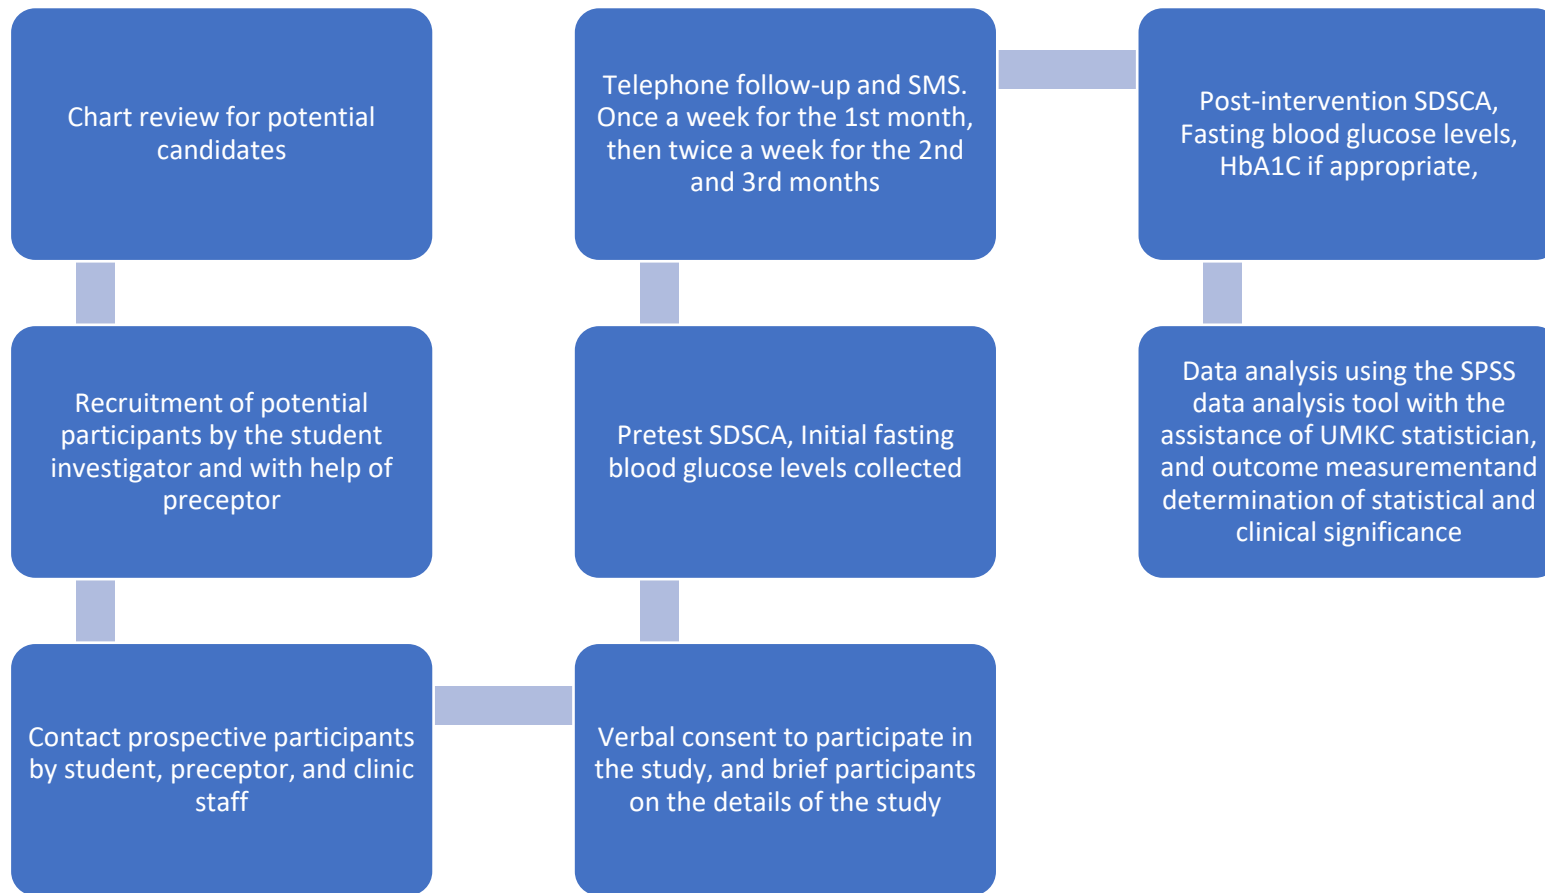 Chart review for potential
candidates
Recruitment of potential
participants by the student
investigator and with help of
preceptor
Contact prospective participants
by student, preceptor, and clinic
staff
Verbal consent to participate in
the study, and brief participants
on the details of the study
Pretest SDSCA, Initial fasting
blood glucose levels collected
Telephone follow-up and SMS.
Once a week for the 1st month,
then twice a week for the 2nd
and 3rd months
Post-intervention SDSCA,
Fasting blood glucose levels,
HbA1C if appropriate,
Data analysis using the SPSS
data analysis tool with the
assistance of UMKC statistician,
and outcome measurementand
determination of statistical and
clinical significance